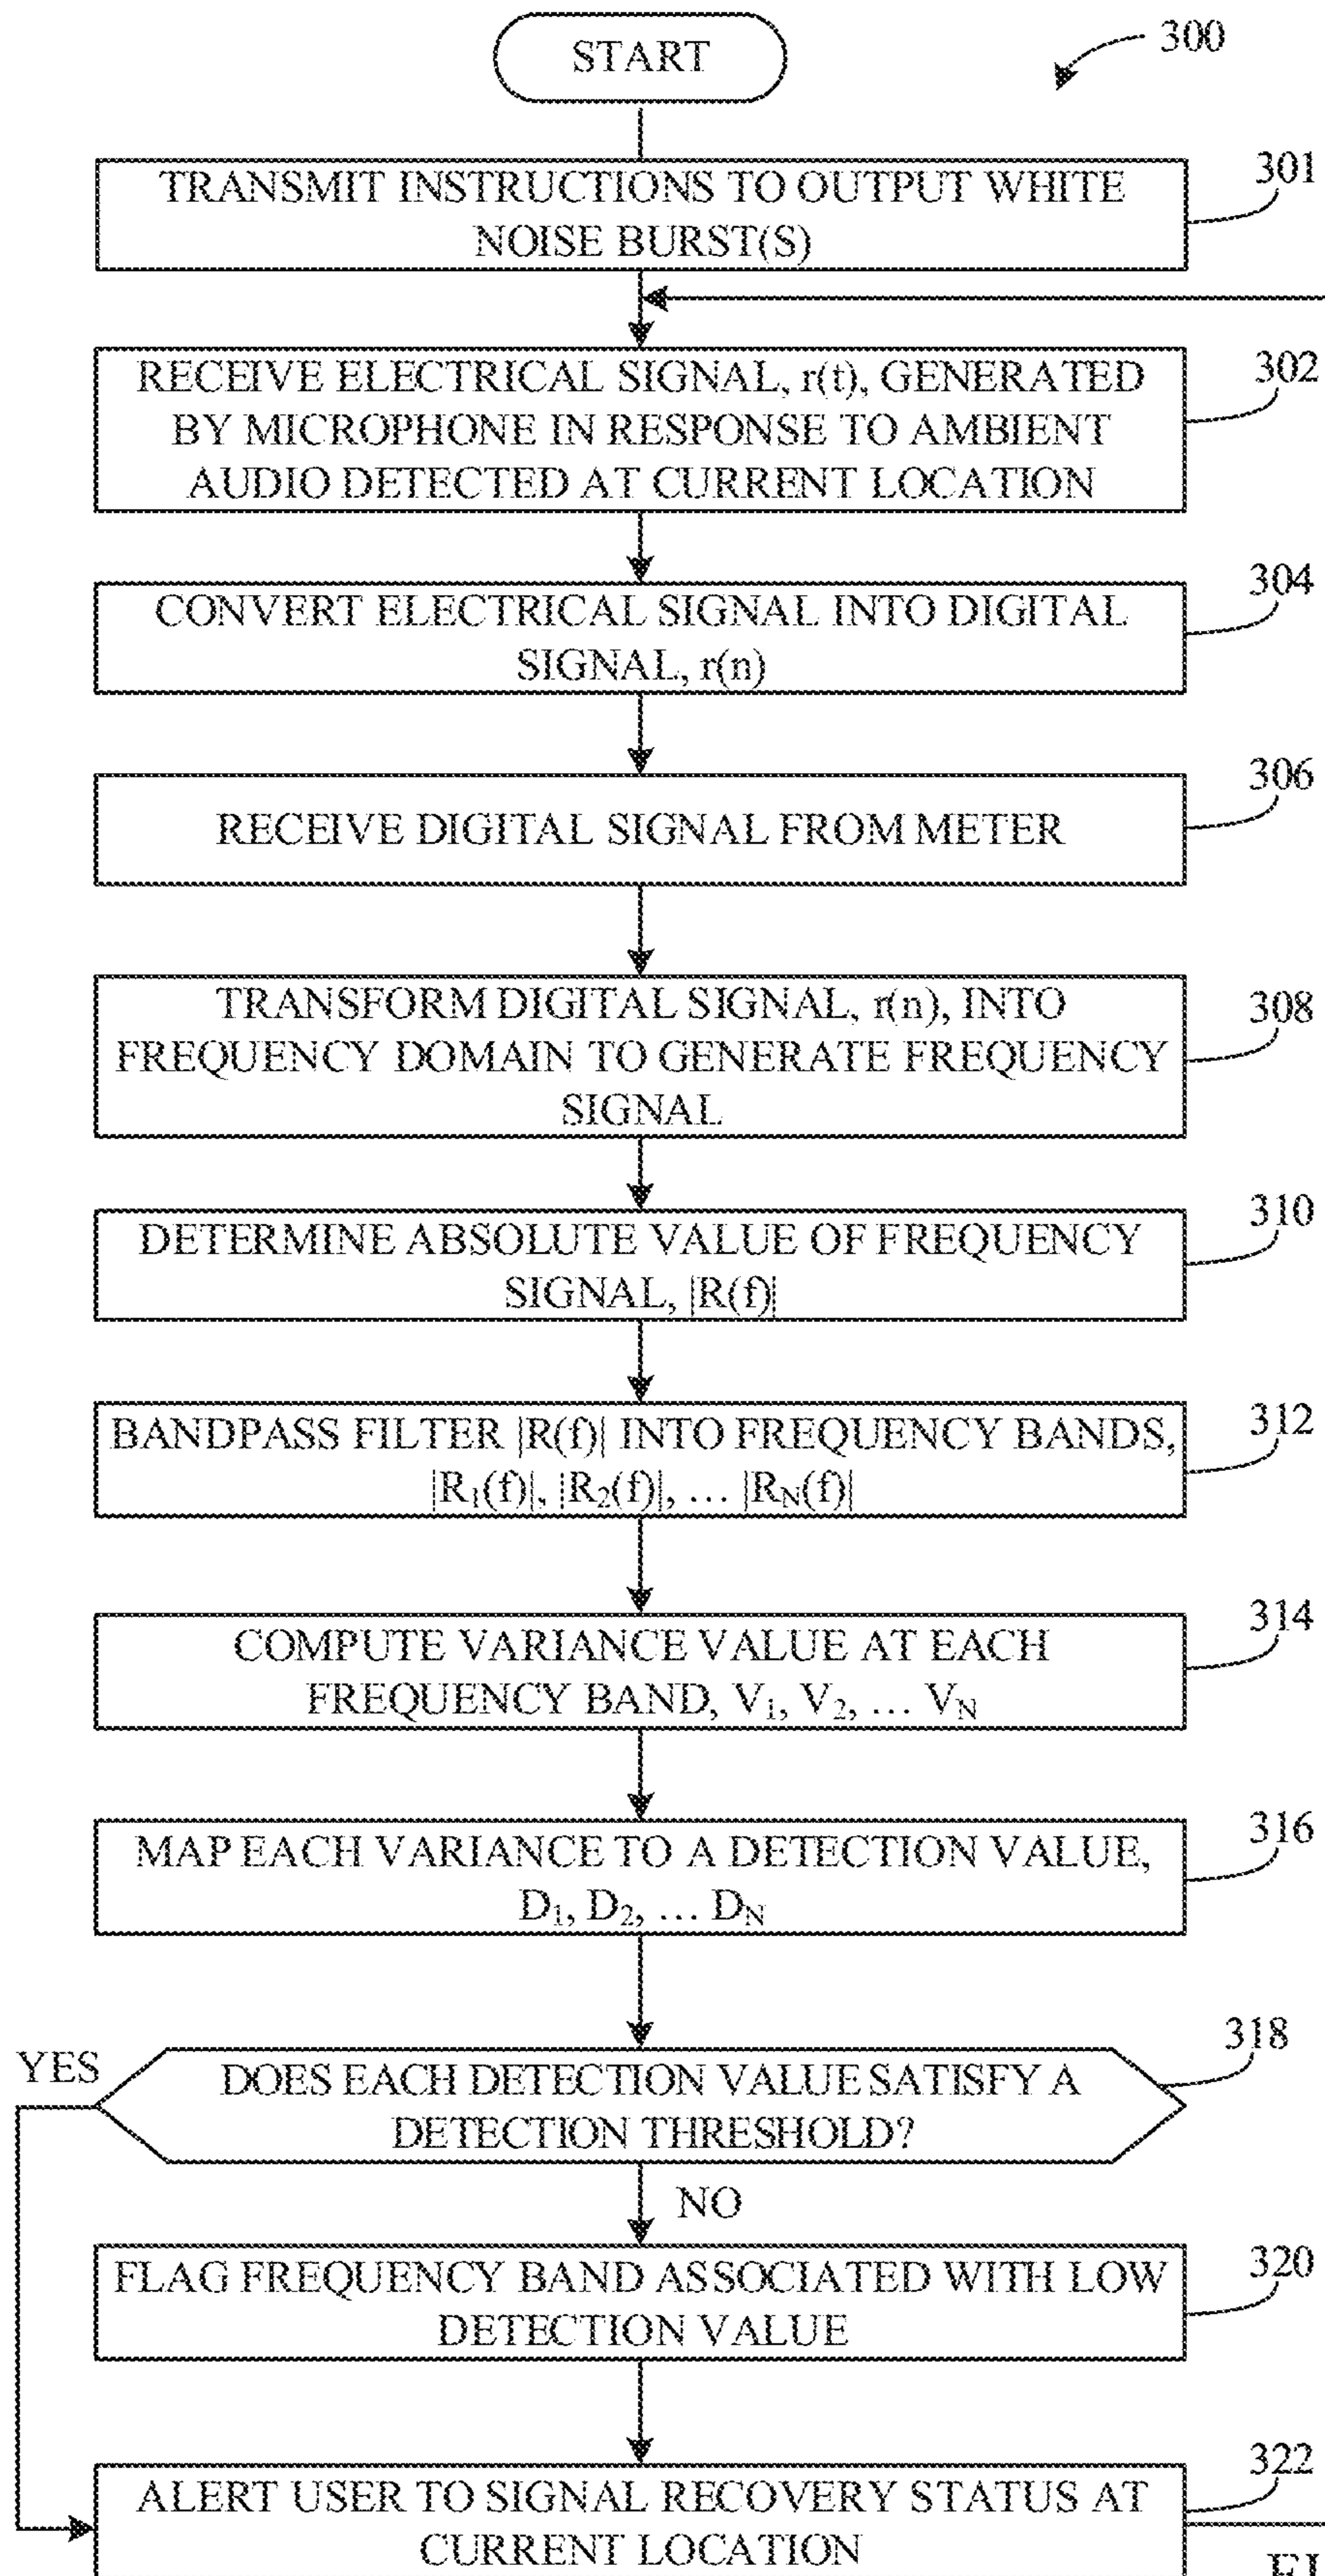 START
300
TRANSMIT INSTRUCTIONS TO OUTPUT WHITE
NOISE BURST(S)
301
RECEIVE ELECTRICAL SIGNAL, r(t), GENERATED
BY MICROPHONE IN RESPONSE TO AMBIENT
AUDIO DETECTED AT CURRENT LOCATION
302
CONVERT ELECTRICAL SIGNAL INTO DIGITAL
SIGNAL, r(n)
304
RECEIVE DIGITAL SIGNAL FROM METER
306
TRANSFORM DIGITAL SIGNAL, r(n), INTO
FREQUENCY DOMAIN TO GENERATE FREQUENCY
SIGNAL
308
DETERMINE ABSOLUTE VALUE OF FREQUENCY
SIGNAL, |R(f)|
310
BANDPASS FILTER |R(f)| INTO FREQUENCY BANDS,
|R₁(f)|, |R₂(f)|, … |R_N(f)|
312
COMPUTE VARIANCE VALUE AT EACH
FREQUENCY BAND, V₁, V₂, … V_N
314
MAP EACH VARIANCE TO A DETECTION VALUE,
D₁, D₂, … D_N
316
DOES EACH DETECTION VALUE SATISFY A
DETECTION THRESHOLD?
318
YES
NO
FLAG FREQUENCY BAND ASSOCIATED WITH LOW
DETECTION VALUE
320
ALERT USER TO SIGNAL RECOVERY STATUS AT
CURRENT LOCATION
322